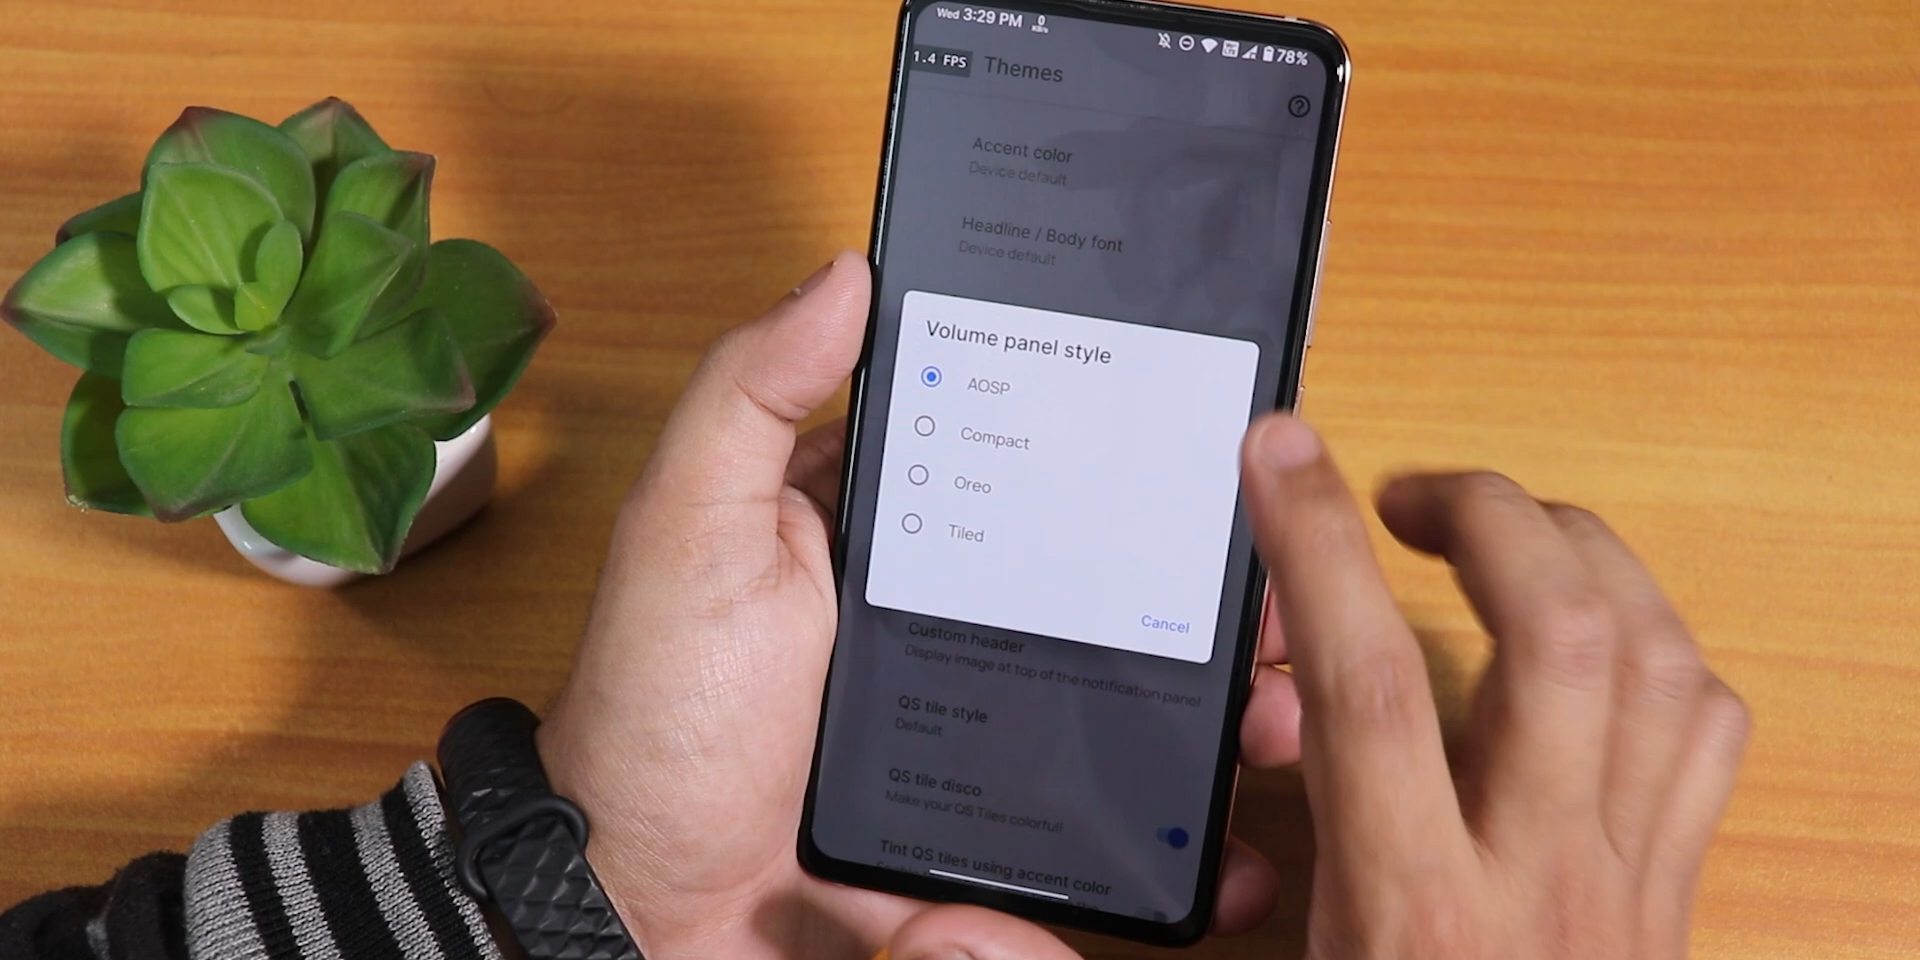 Wed 3:29 PM 0 KB/s 78%
1.4 FPS Themes
Accent color
Device default
Headline / Body font
Device default
Volume panel style
AOSP
Compact
Oreo
Tiled
Cancel
Custom header
Display image at top of the notification panel
QS tile style
Default
QS tile disco
Make your QS Tiles colorful!
Tint QS tiles using accent color